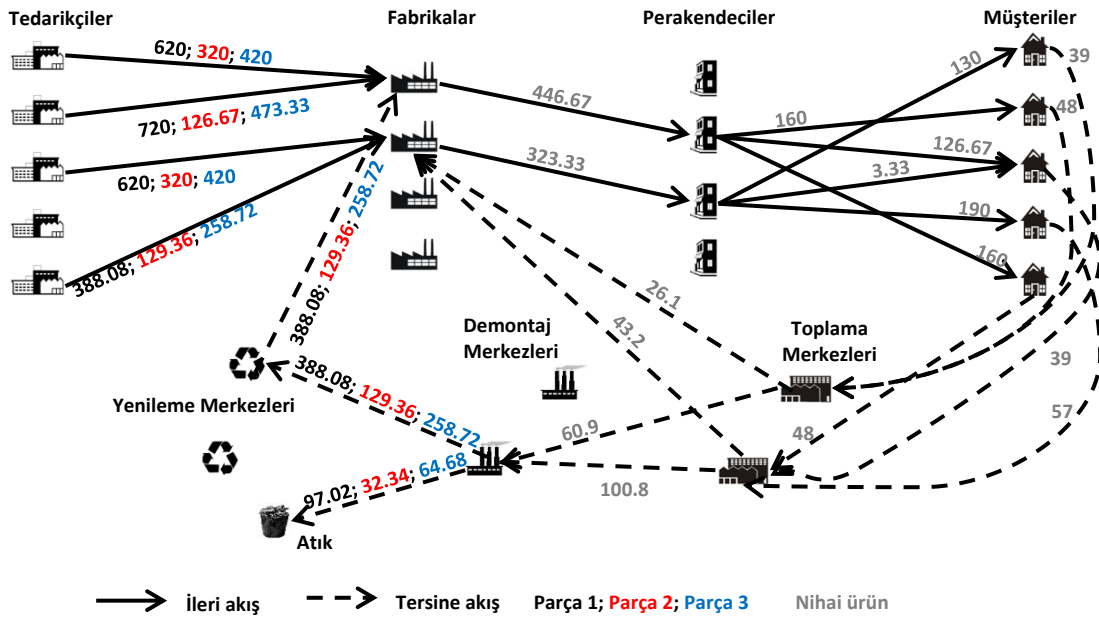 Tedarikçiler
Fabrikalar
Perakendeciler
Müşteriler
620; 320; 420
720; 126.67; 473.33
620; 320; 420
388.08; 129.36; 258.72
388.08; 129.36; 258.72
446.67
323.33
130
160
126.67
3.33
190
160
39
48
26.1
43.2
Demontaj
Merkezleri
Toplama
Merkezleri
39
57
48
60.9
100.8
388.08; 129.36; 258.72
Yenileme Merkezleri
97.02; 32.34; 64.68
Atık
İleri akış
Tersine akış
Parça 1; Parça 2; Parça 3
Nihai ürün